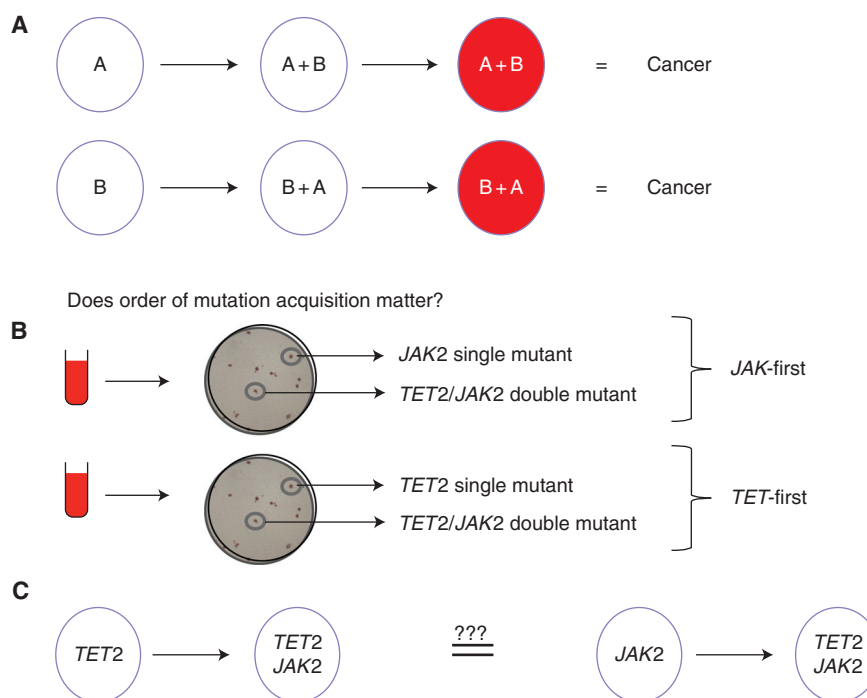 A
A A+B A+B = Cancer
B B+A B+A = Cancer
Does order of mutation acquisition matter?
B
JAK2 single mutant
TET2/JAK2 double mutant
JAK-first
TET2 single mutant
TET2/JAK2 double mutant
TET-first
C
TET2
TET2
JAK2
???
JAK2
TET2
JAK2